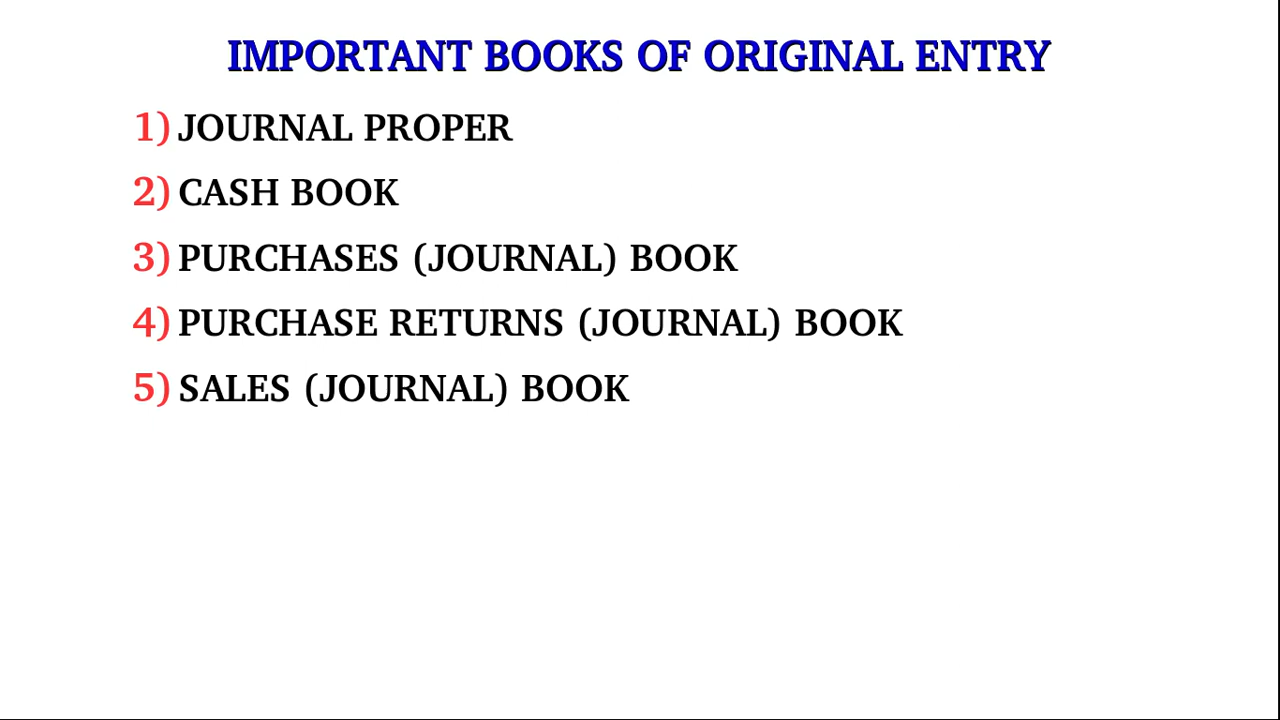 IMPORTANT BOOKS OF ORIGINAL ENTRY
1) JOURNAL PROPER
2) CASH BOOK
3) PURCHASES (JOURNAL) BOOK
4) PURCHASE RETURNS (JOURNAL) BOOK
5) SALES (JOURNAL) BOOK